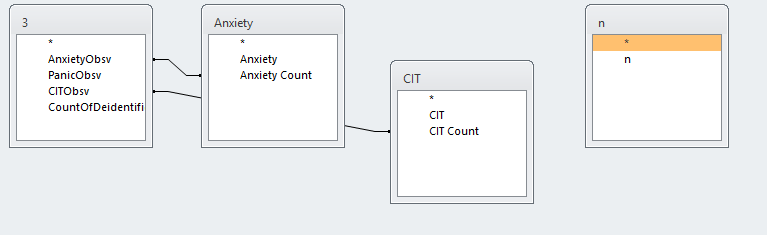 3
*
AnxietyObsv
PanicObsv
CITObsv
CountOfDeidentifi
Anxiety
*
Anxiety
Anxiety Count
CIT
*
CIT
CIT Count
n
*
n